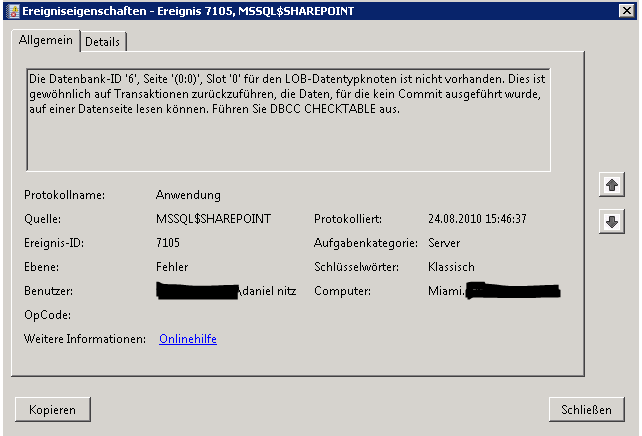 Ereigniseigenschaften - Ereignis 7105, MSSQL$SHAREPOINT
Allgemein Details
Die Datenbank-ID '6', Seite '(0:0)', Slot '0' für den LOB-Datentypknoten ist nicht vorhanden. Dies ist
gewöhnlich auf Transaktionen zurückzuführen, die Daten, für die kein Commit ausgeführt wurde,
auf einer Datenseite lesen können. Führen Sie DBCC CHECKTABLE aus.
Protokollname: Anwendung
Quelle: MSSQL$SHAREPOINT Protokolliert: 24.08.2010 15:46:37
Ereignis-ID: 7105 Aufgabenkategorie: Server
Ebene: Fehler Schlüsselwörter: Klassisch
Benutzer: \daniel nitz Computer: Miami.
OpCode:
Weitere Informationen: Onlinehilfe
Kopieren Schließen